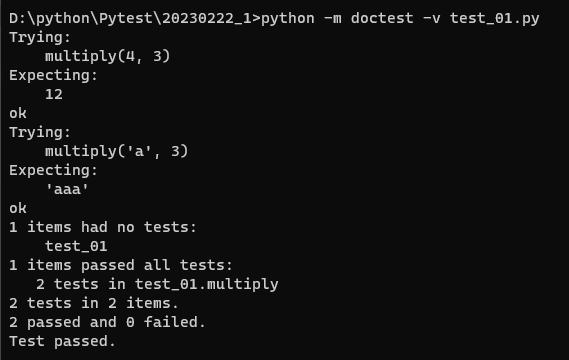 D:\python\Pytest\20230222_1>python -m doctest -v test_01.py
Trying:
    multiply(4, 3)
Expecting:
    12
ok
Trying:
    multiply('a', 3)
Expecting:
    'aaa'
ok
1 items had no tests:
    test_01
1 items passed all tests:
   2 tests in test_01.multiply
2 tests in 2 items.
2 passed and 0 failed.
Test passed.